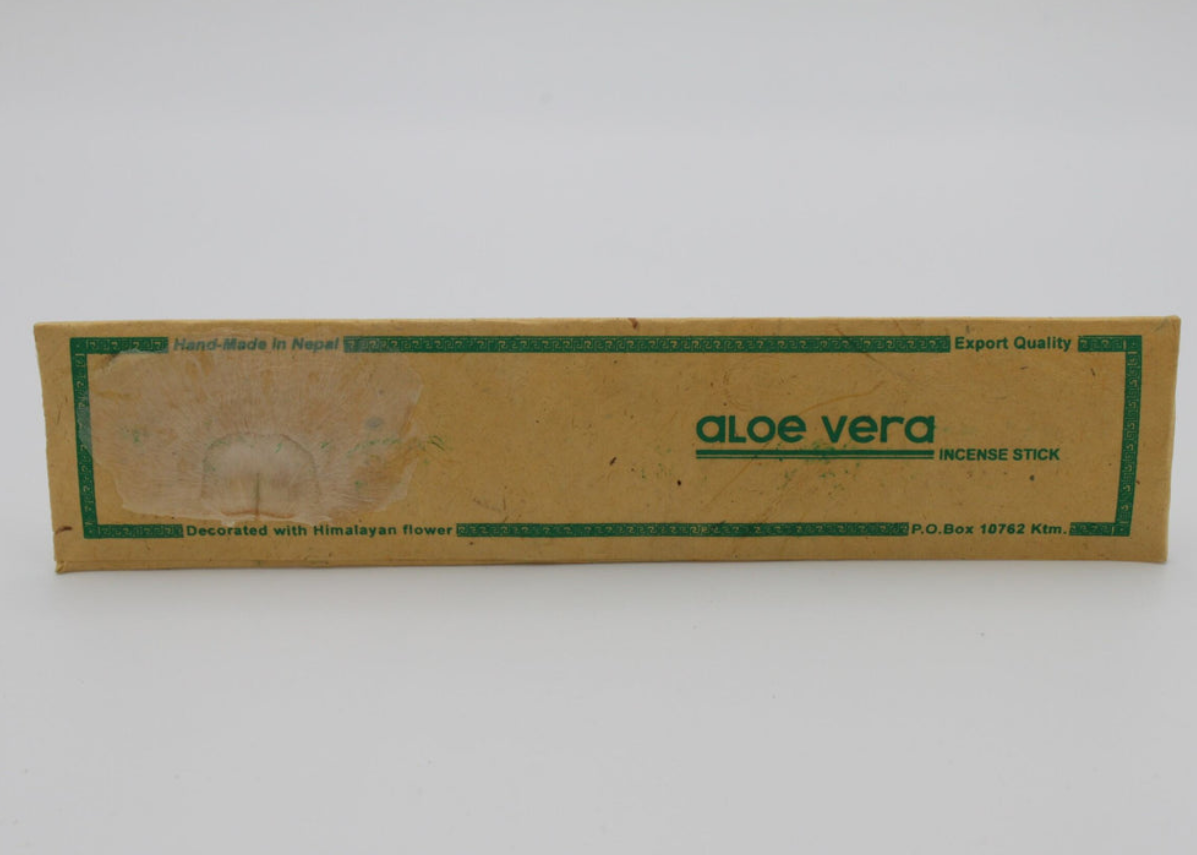 Hand-Made in Nepal
Export Quality
aloe vera
INCENSE STICK
Decorated with Himalayan flower
P.O.Box 10762 Ktm.